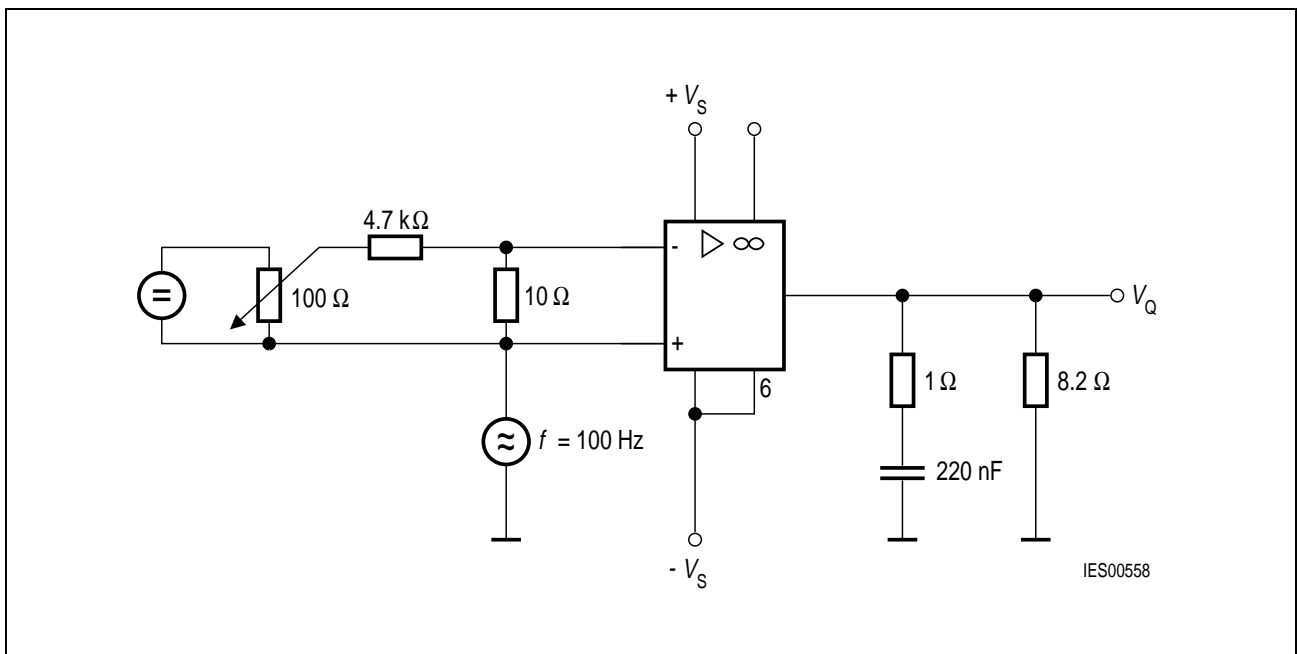 + V_S
4.7 kΩ
- ▷ ∞
=
100 Ω
10 Ω
V_Q
+
6
1 Ω
8.2 Ω
≈
f = 100 Hz
220 nF
- V_S
IES00558